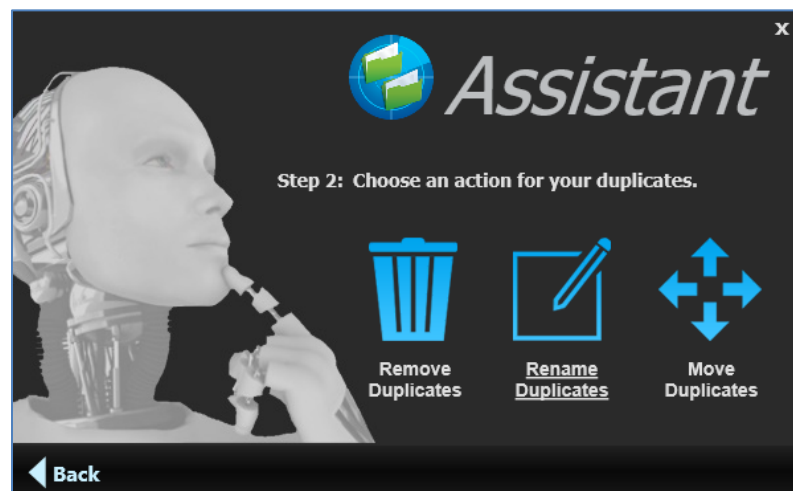 x
Assistant
Step 2: Choose an action for your duplicates.
Remove
Duplicates
Rename
Duplicates
Move
Duplicates
Back